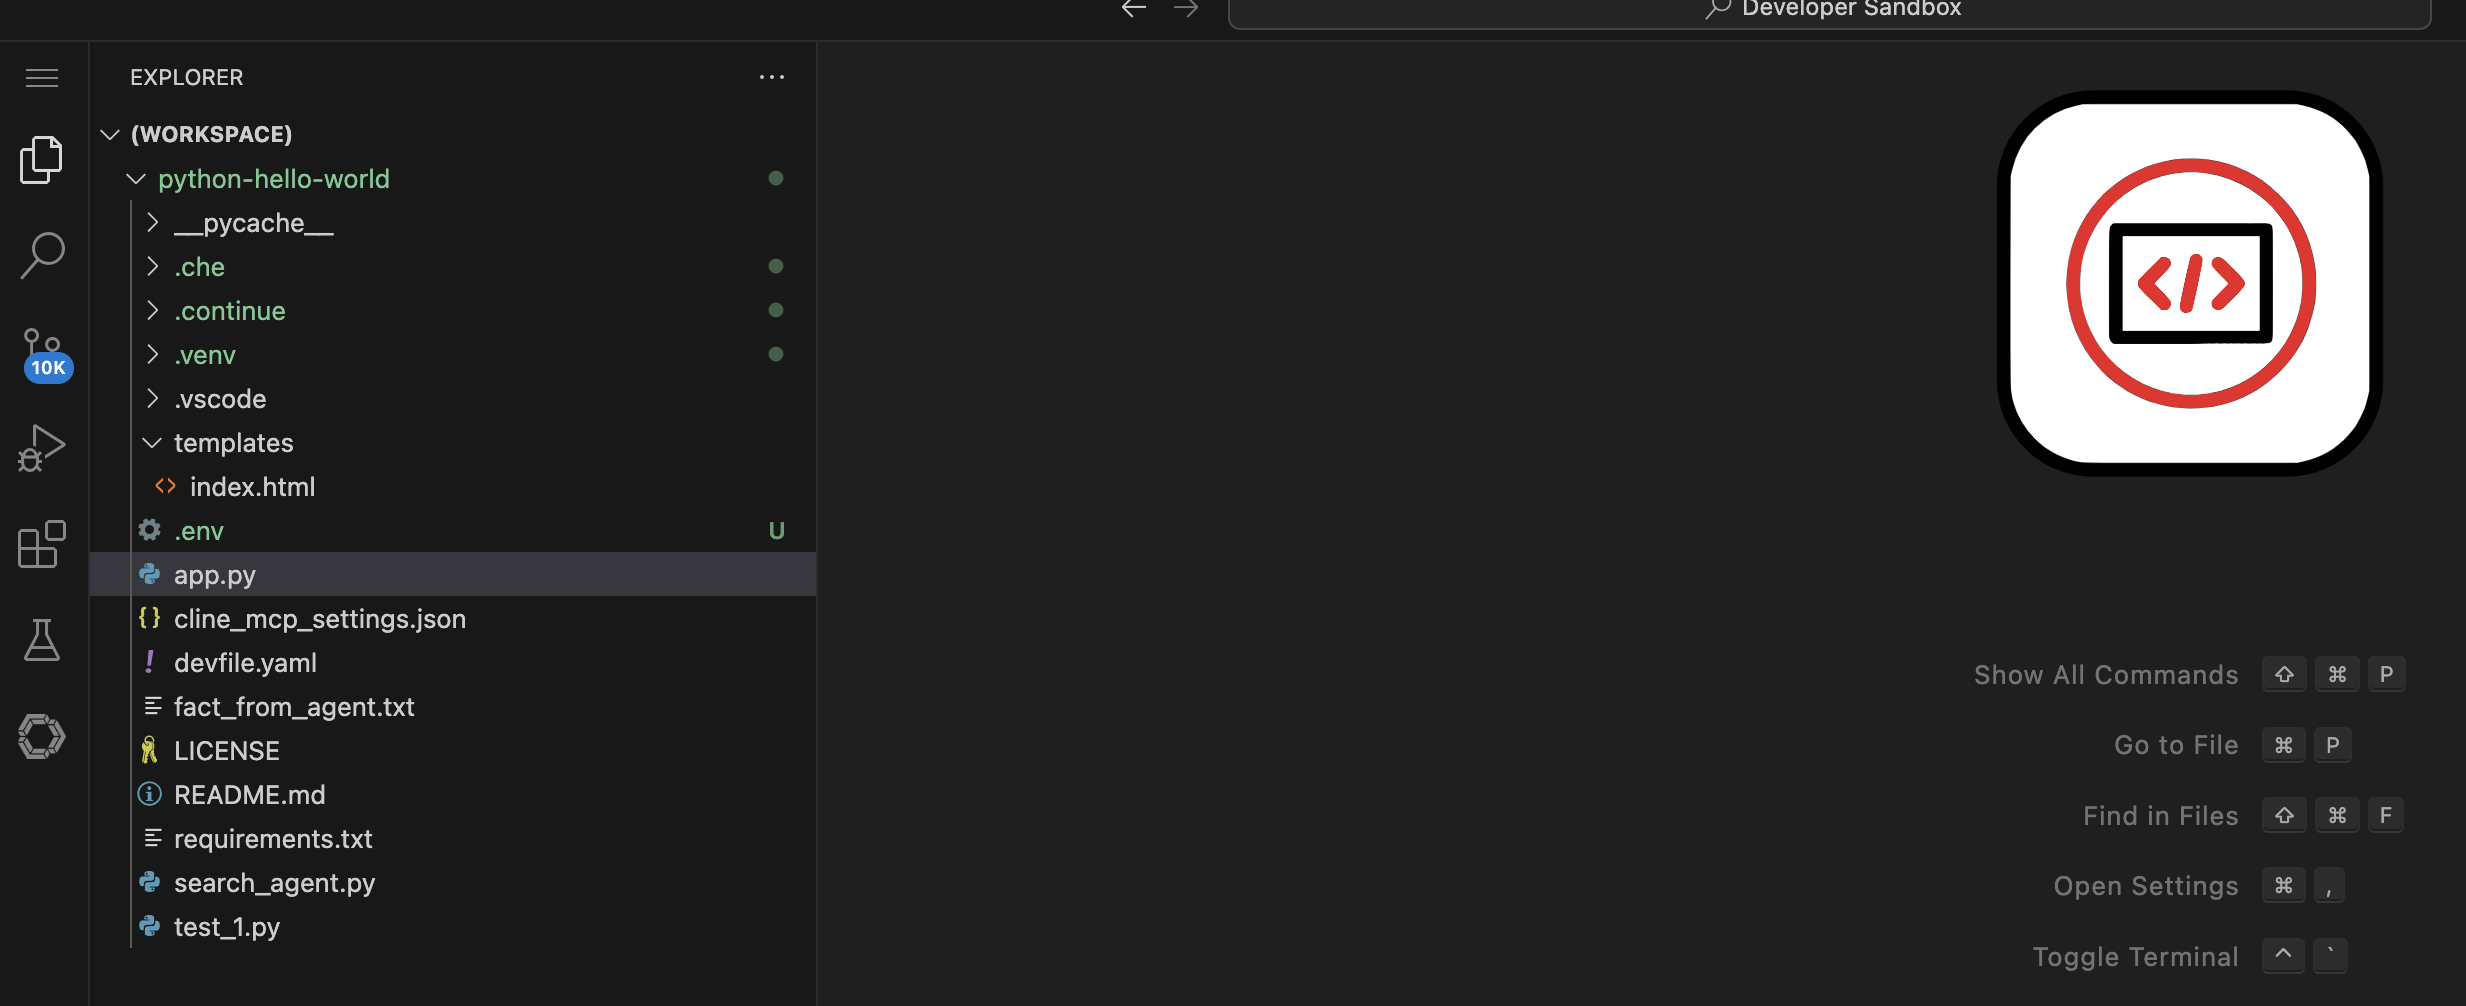 Developer Sandbox
EXPLORER
(WORKSPACE)
python-hello-world
__pycache__
.che
.continue
10K
.venv
.vscode
templates
index.html
.env U
app.py
cline_mcp_settings.json
devfile.yaml
fact_from_agent.txt
LICENSE
README.md
requirements.txt
search_agent.py
test_1.py
</>
Show All Commands ⇧ ⌘ P
Go to File ⌘ P
Find in Files ⇧ ⌘ F
Open Settings ⌘ ,
Toggle Terminal ^ `